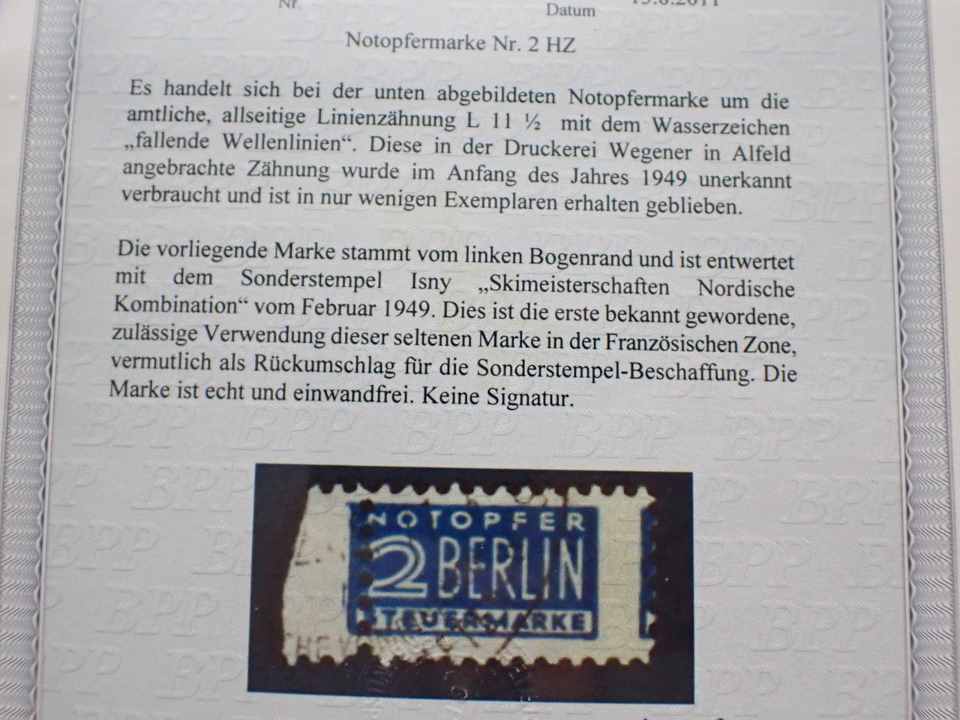 Nr.
Datum
Notopfermarke Nr. 2 HZ
Es handelt sich bei der unten abgebildeten Notopfermarke um die
amtliche, allseitige Linienzähnung L 11 ½ mit dem Wasserzeichen
„fallende Wellenlinien“. Diese in der Druckerei Wegener in Alfeld
angebrachte Zähnung wurde im Anfang des Jahres 1949 unerkannt
verbraucht und ist in nur wenigen Exemplaren erhalten geblieben.
Die vorliegende Marke stammt vom linken Bogenrand und ist entwertet
mit dem Sonderstempel Isny „Skimeisterschaften Nordische
Kombination“ vom Februar 1949. Dies ist die erste bekannt gewordene,
zulässige Verwendung dieser seltenen Marke in der Französischen Zone,
vermutlich als Rückumschlag für die Sonderstempel-Beschaffung. Die
Marke ist echt und einwandfrei. Keine Signatur.
NOTOPFER
2 BERLIN
STEUERMARKE